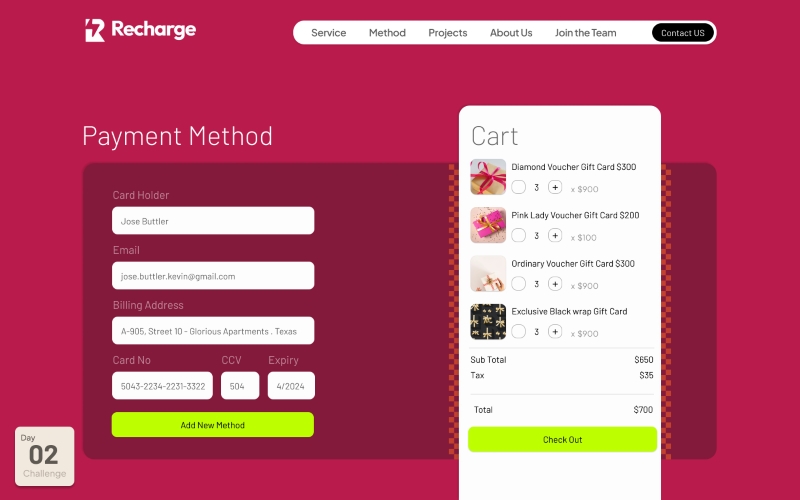 Recharge
Service Method Projects About Us Join the Team Contact US
Payment Method
Card Holder
Jose Buttler
Email
jose.buttler.kevin@gmail.com
Billing Address
A-905, Street 10 - Glorious Apartments . Texas
Card No CCV Expiry
5043-2234-2231-3322 504 4/2024
Add New Method
Cart
Diamond Voucher Gift Card $300
3 + x $900
Pink Lady Voucher Gift Card $200
3 + x $100
Ordinary Voucher Gift Card $300
3 + x $900
Exclusive Black wrap Gift Card
3 + x $900
Sub Total $650
Tax $35
Total $700
Check Out
Day
02
Challenge